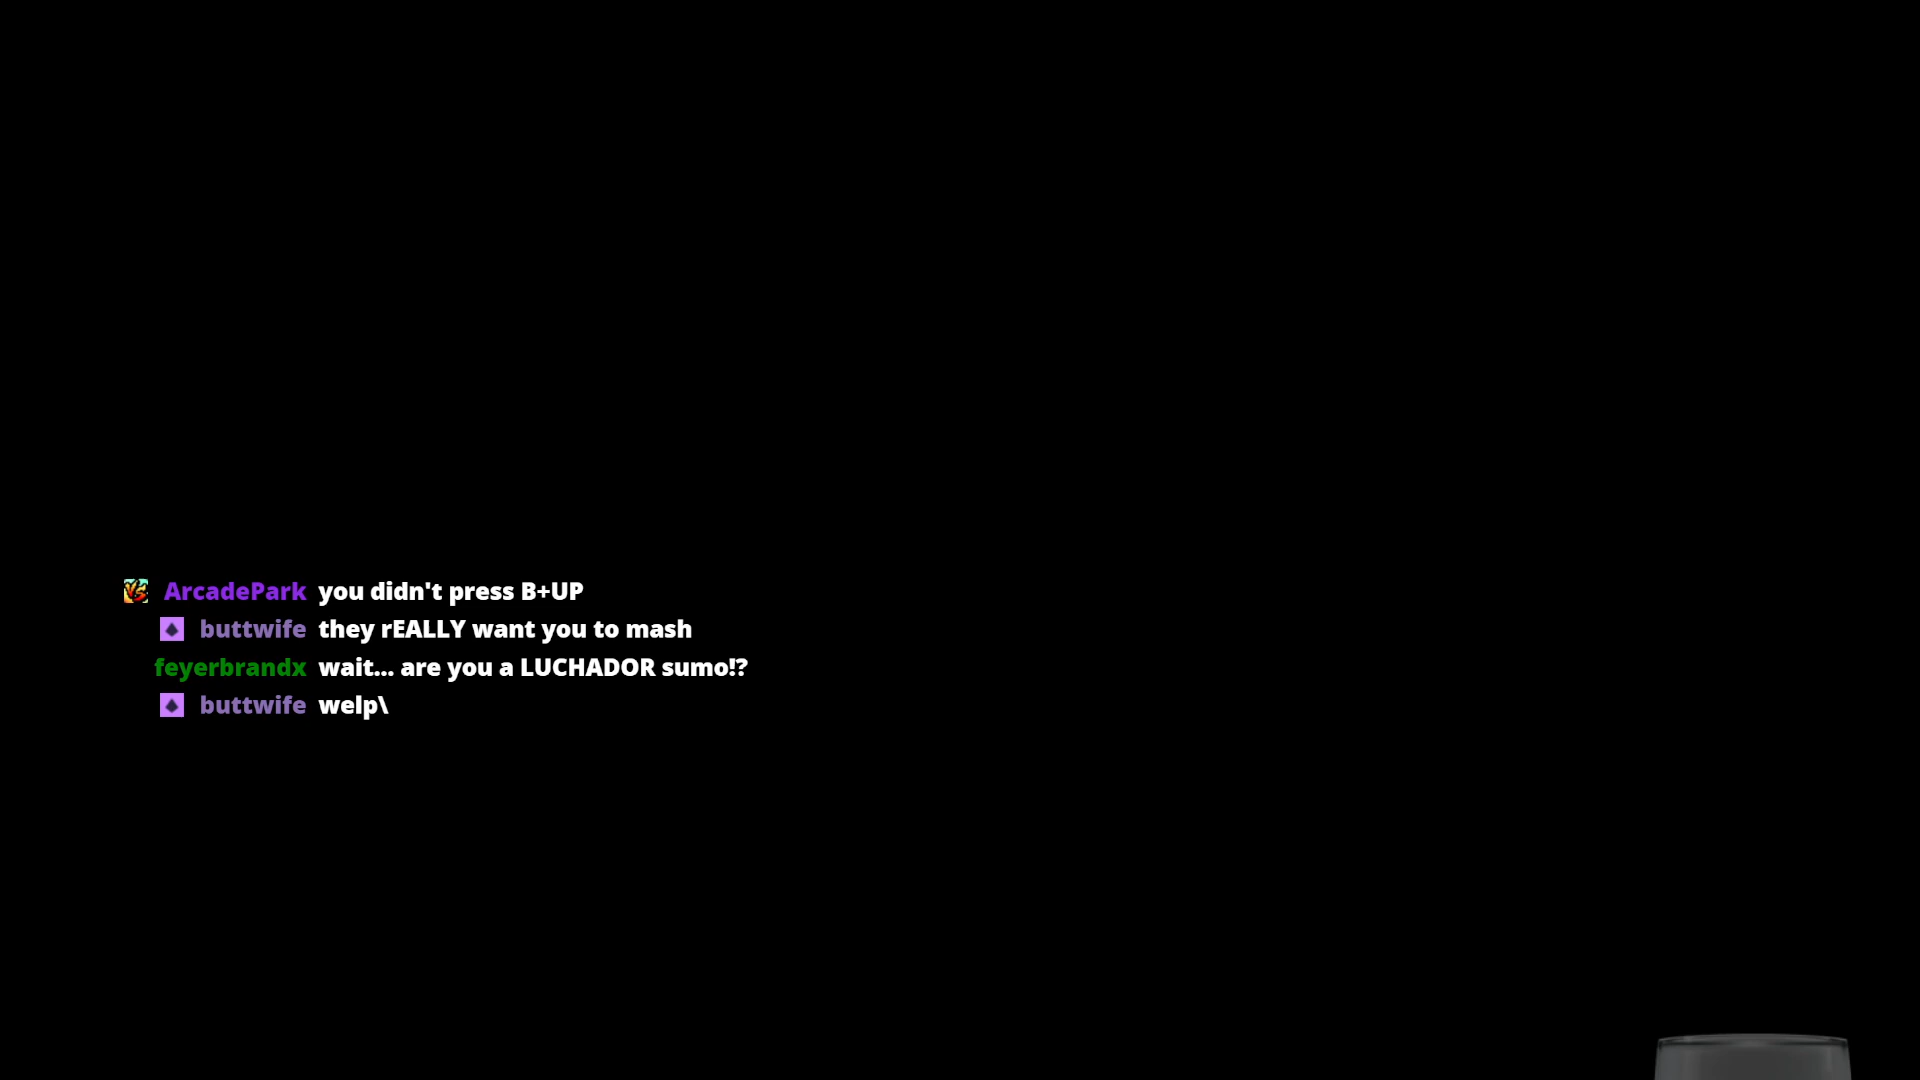 VS ArcadePark you didn't press B+UP
buttwife they rEALLY want you to mash
feyerbrandx wait... are you a LUCHADOR sumo!?
buttwife welp\